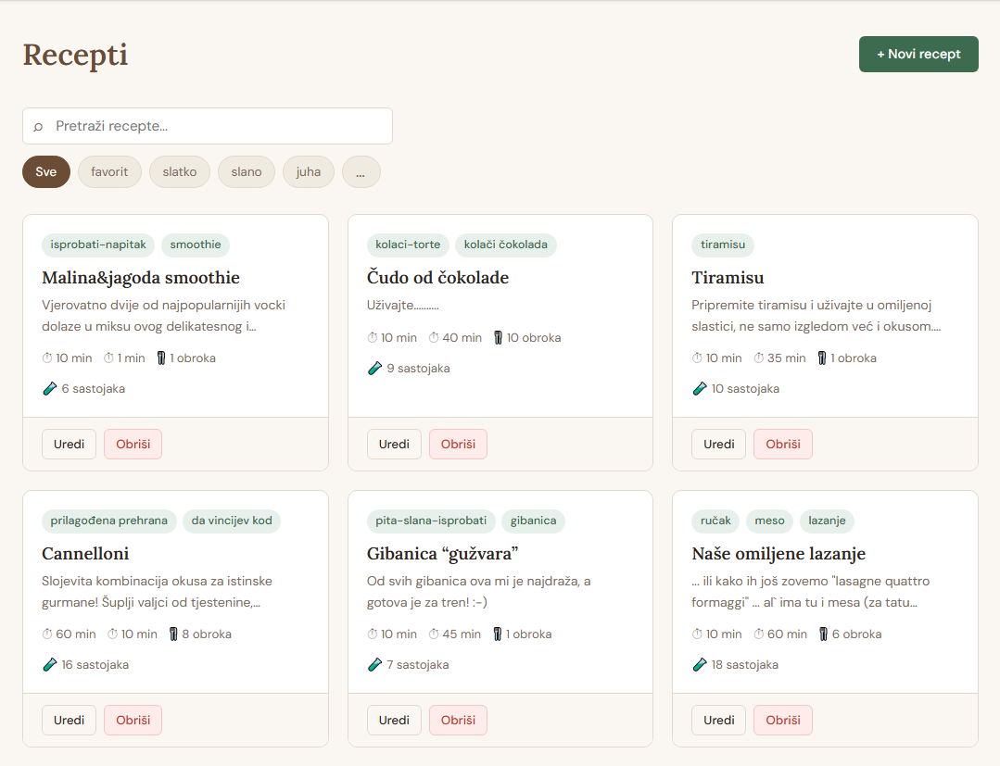 Recepti
+ Novi recept
Pretraži recepte...
Sve favorit slatko slano juha ...
isprobati-napitak smoothie
Malina&jagoda smoothie
Vjerovatno dvije od najpopularnijih vocki
dolaze u miksu ovog delikatesnog i...
10 min 1 min 1 obroka
6 sastojaka
Uredi Obriši
kolaci-torte kolači čokolada
Čudo od čokolade
Uživajte..........
10 min 40 min 10 obroka
9 sastojaka
Uredi Obriši
tiramisu
Tiramisu
Pripremite tiramisu i uživajte u omiljenoj
slastici, ne samo izgledom već i okusom....
10 min 35 min 1 obroka
10 sastojaka
Uredi Obriši
prilagođena prehrana da vincijev kod
Cannelloni
Slojevita kombinacija okusa za istinske
gurmane! Šuplji valjci od tjestenine,...
60 min 10 min 8 obroka
16 sastojaka
Uredi Obriši
pita-slana-isprobati gibanica
Gibanica “gužvara”
Od svih gibanica ova mi je najdraža, a
gotova je za tren! :-)
10 min 45 min 1 obroka
7 sastojaka
Uredi Obriši
ručak meso lazanje
Naše omiljene lazanje
... ili kako ih još zovemo "lasagne quattro
formaggi" ... al` ima tu i mesa (za tatu...
10 min 60 min 6 obroka
18 sastojaka
Uredi Obriši